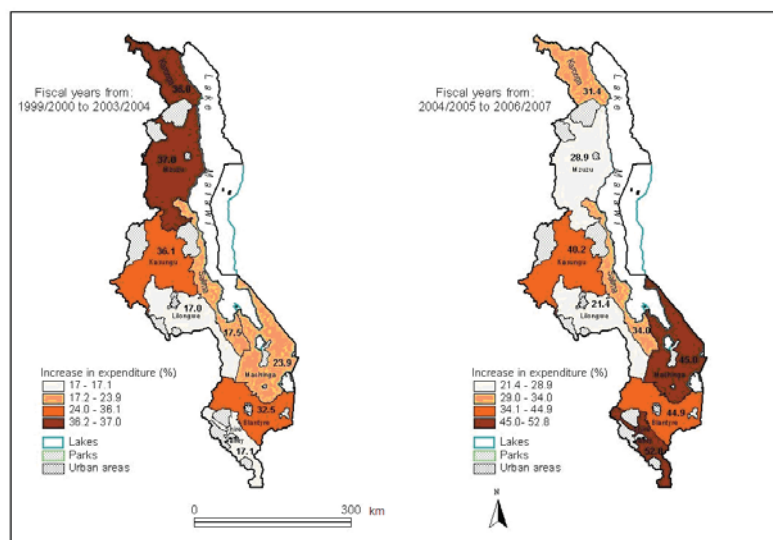 Fiscal years from:
1999/2000 to 2003/2004
Karonga
Lake
Malawi
37.0
Mzuzu
36.1
Kasungu
Salima
17.0
Lilongwe
17.5
23.9
Machinga
32.5
Blantyre
17.1
Increase in expenditure (%)
17 - 17.1
17.2 - 23.9
24.0 - 36.1
36.2 - 37.0
Lakes
Parks
Urban areas
Fiscal years from:
2004/2005 to 2006/2007
Karonga
31.4
Lake
Malawi
28.9
Mzuzu
40.2
Kasungu
Salima
21.4
Lilongwe
34.0
45.0
Machinga
44.9
Blantyre
52.8
Increase in expenditure (%)
21.4 - 28.9
29.0 - 34.0
34.1 - 44.9
45.0- 52.8
Lakes
Parks
Urban areas
0
300
km
N